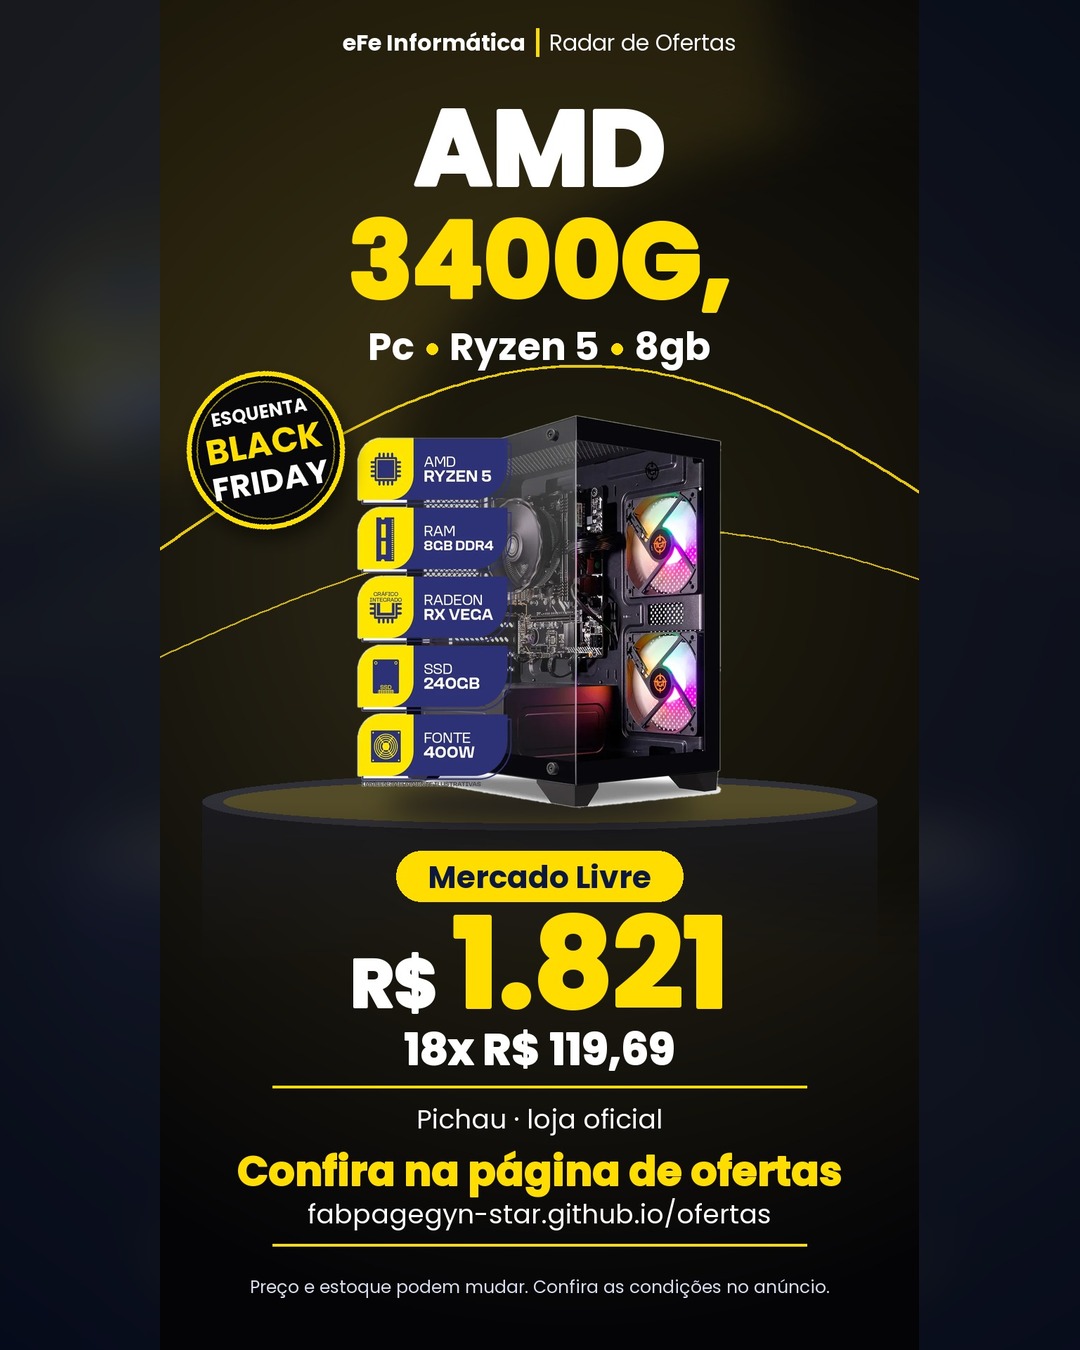 eFe Informática | Radar de Ofertas
AMD
3400G,
Pc • Ryzen 5 • 8gb
ESQUENTA
BLACK
FRIDAY
AMD
RYZEN 5
RAM
8GB DDR4
GRÁFICO
INTEGRADO
RADEON
RX VEGA
SSD
SSD
240GB
FONTE
400W
Mercado Livre
R$ 1.821
18x R$ 119,69
Pichau · loja oficial
Confira na página de ofertas
fabpagegyn-star.github.io/ofertas
Preço e estoque podem mudar. Confira as condições no anúncio.